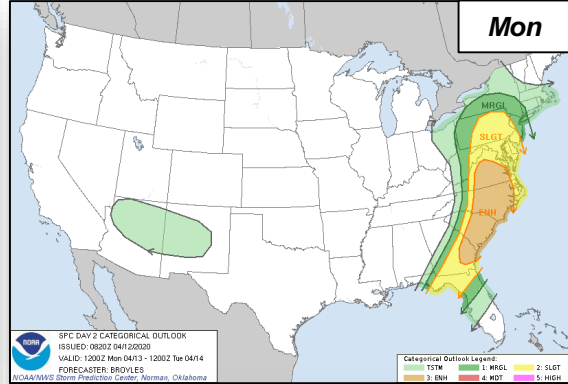 Mon
MRGL
SLGT
ENH
NOAA
SPC DAY 2 CATEGORICAL OUTLOOK
ISSUED: 0820Z 04/12/2020
VALID: 1200Z Mon 04/13 - 1200Z Tue 04/14
FORECASTER: BROYLES
NOAA/NWS Storm Prediction Center, Norman, Oklahoma
Categorical Outlook Legend:
TSTM 1: MRGL 2: SLGT
3: ENH 4: MDT 5: HIGH